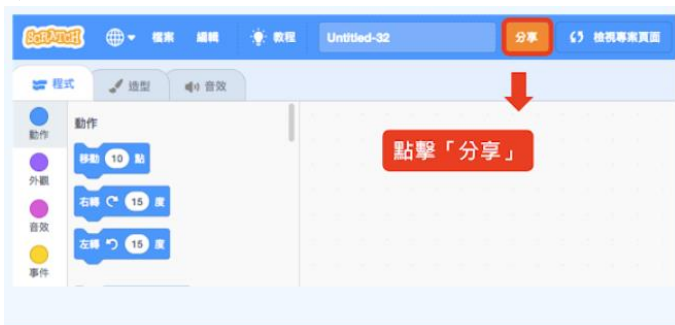 SCRATCH 檔案 編輯 教程 Untitled-32 分享 檢視專案頁面
程式 造型 音效
動作
動作
移動 10 點
點擊「分享」
外觀
右轉 15 度
音效
左轉 15 度
事件